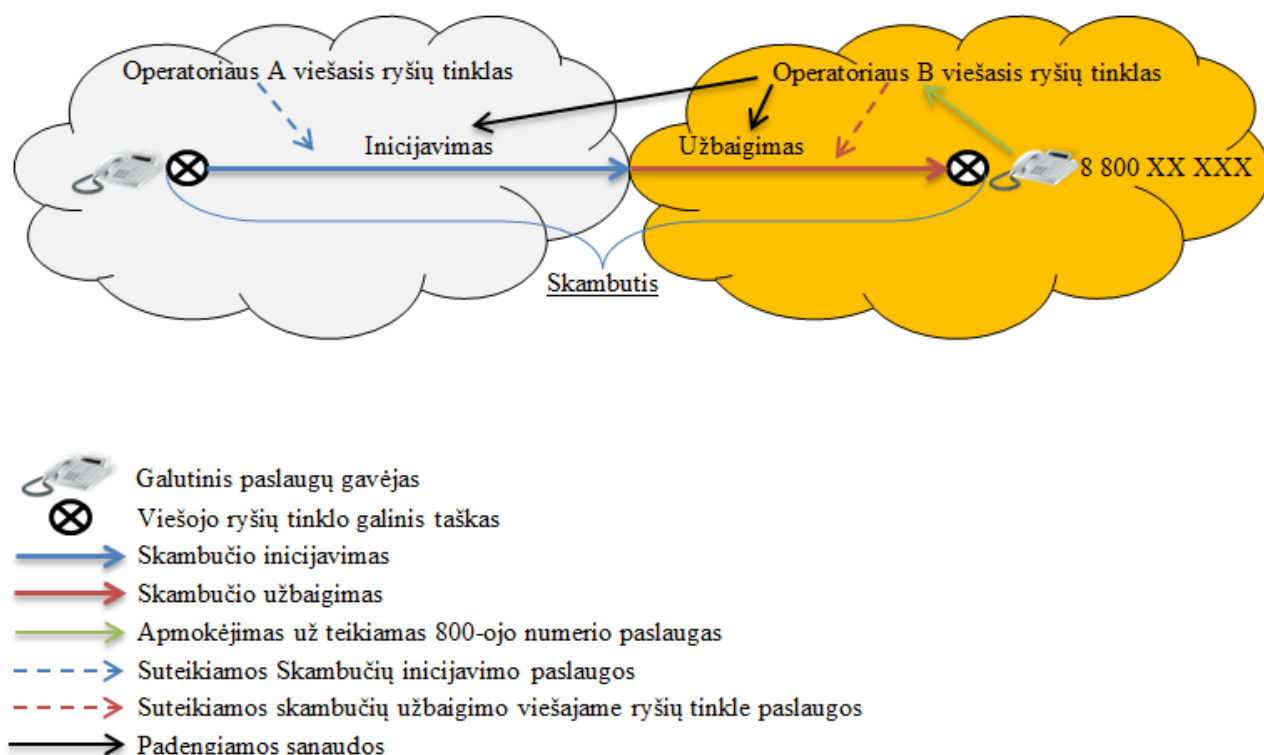 Operatoriaus A viešasis ryšių tinklas
Operatoriaus B viešasis ryšių tinklas
Inicijavimas
Užbaigimas
8 800 XX XXX
Skambutis
Galutinis paslaugų gavėjas
Viešojo ryšių tinklo galinis taškas
Skambučio inicijavimas
Skambučio užbaigimas
Apmokėjimas už teikiamas 800-ojo numerio paslaugas
Suteikiamos Skambučių inicijavimo paslaugos
Suteikiamos skambučių užbaigimo viešajame ryšių tinkle paslaugos
Padengiamos sąnaudos